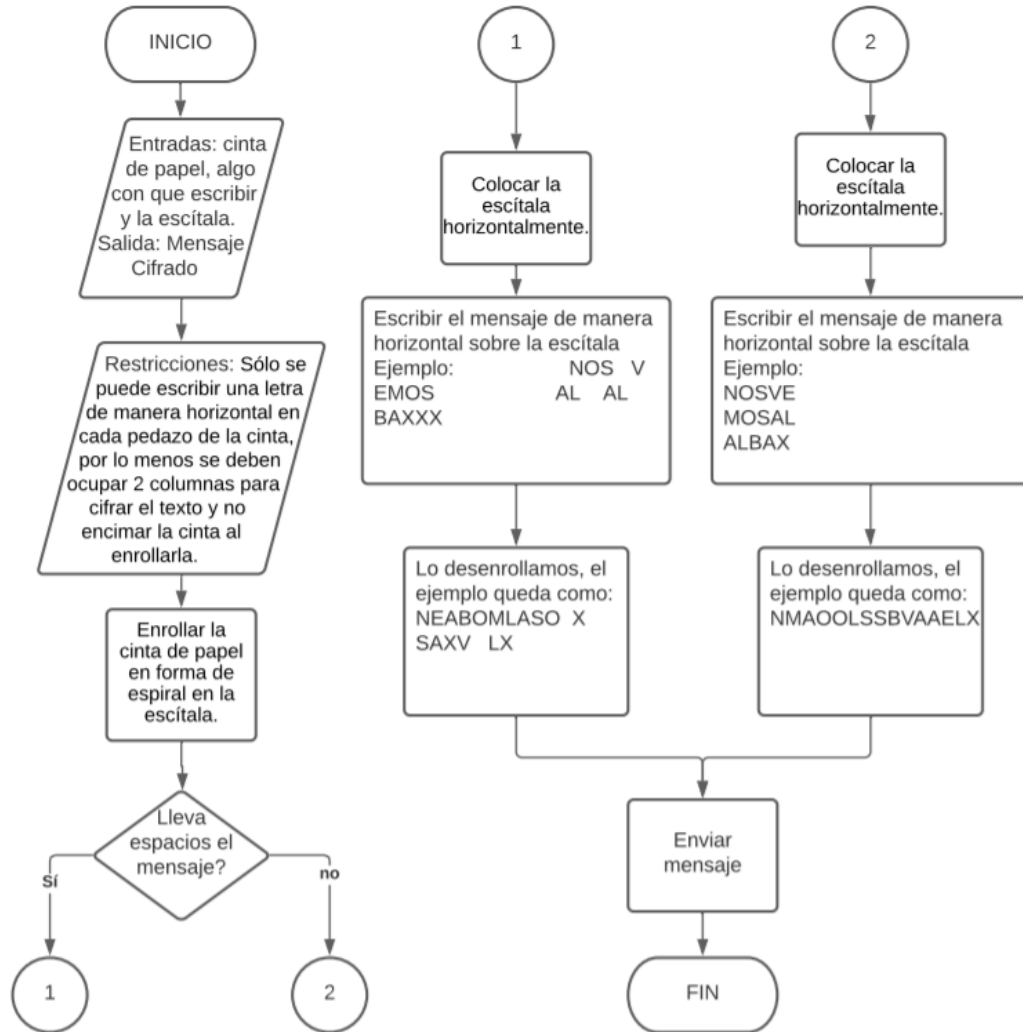 INICIO
Entradas: cinta
de papel, algo
con que escribir
y la escítala.
Salida: Mensaje
Cifrado
Restricciones: Sólo se
puede escribir una letra
de manera horizontal en
cada pedazo de la cinta,
por lo menos se deben
ocupar 2 columnas para
cifrar el texto y no
encimar la cinta al
enrollarla.
Enrollar la
cinta de papel
en forma de
espiral en la
escítala.
Lleva
espacios el
mensaje?
Sí
no
1
2
1
Colocar la
escítala
horizontalmente.
Escribir el mensaje de manera
horizontal sobre la escítala
Ejemplo: NOS V
EMOS AL AL
BAXXX
Lo desenrollamos, el
ejemplo queda como:
NEABOMLASO X
SAXV LX
2
Colocar la
escítala
horizontalmente.
Escribir el mensaje de manera
horizontal sobre la escítala
Ejemplo:
NOSVE
MOSAL
ALBAX
Lo desenrollamos, el
ejemplo queda como:
NMAOOLSSBVAAELX
Enviar
mensaje
FIN